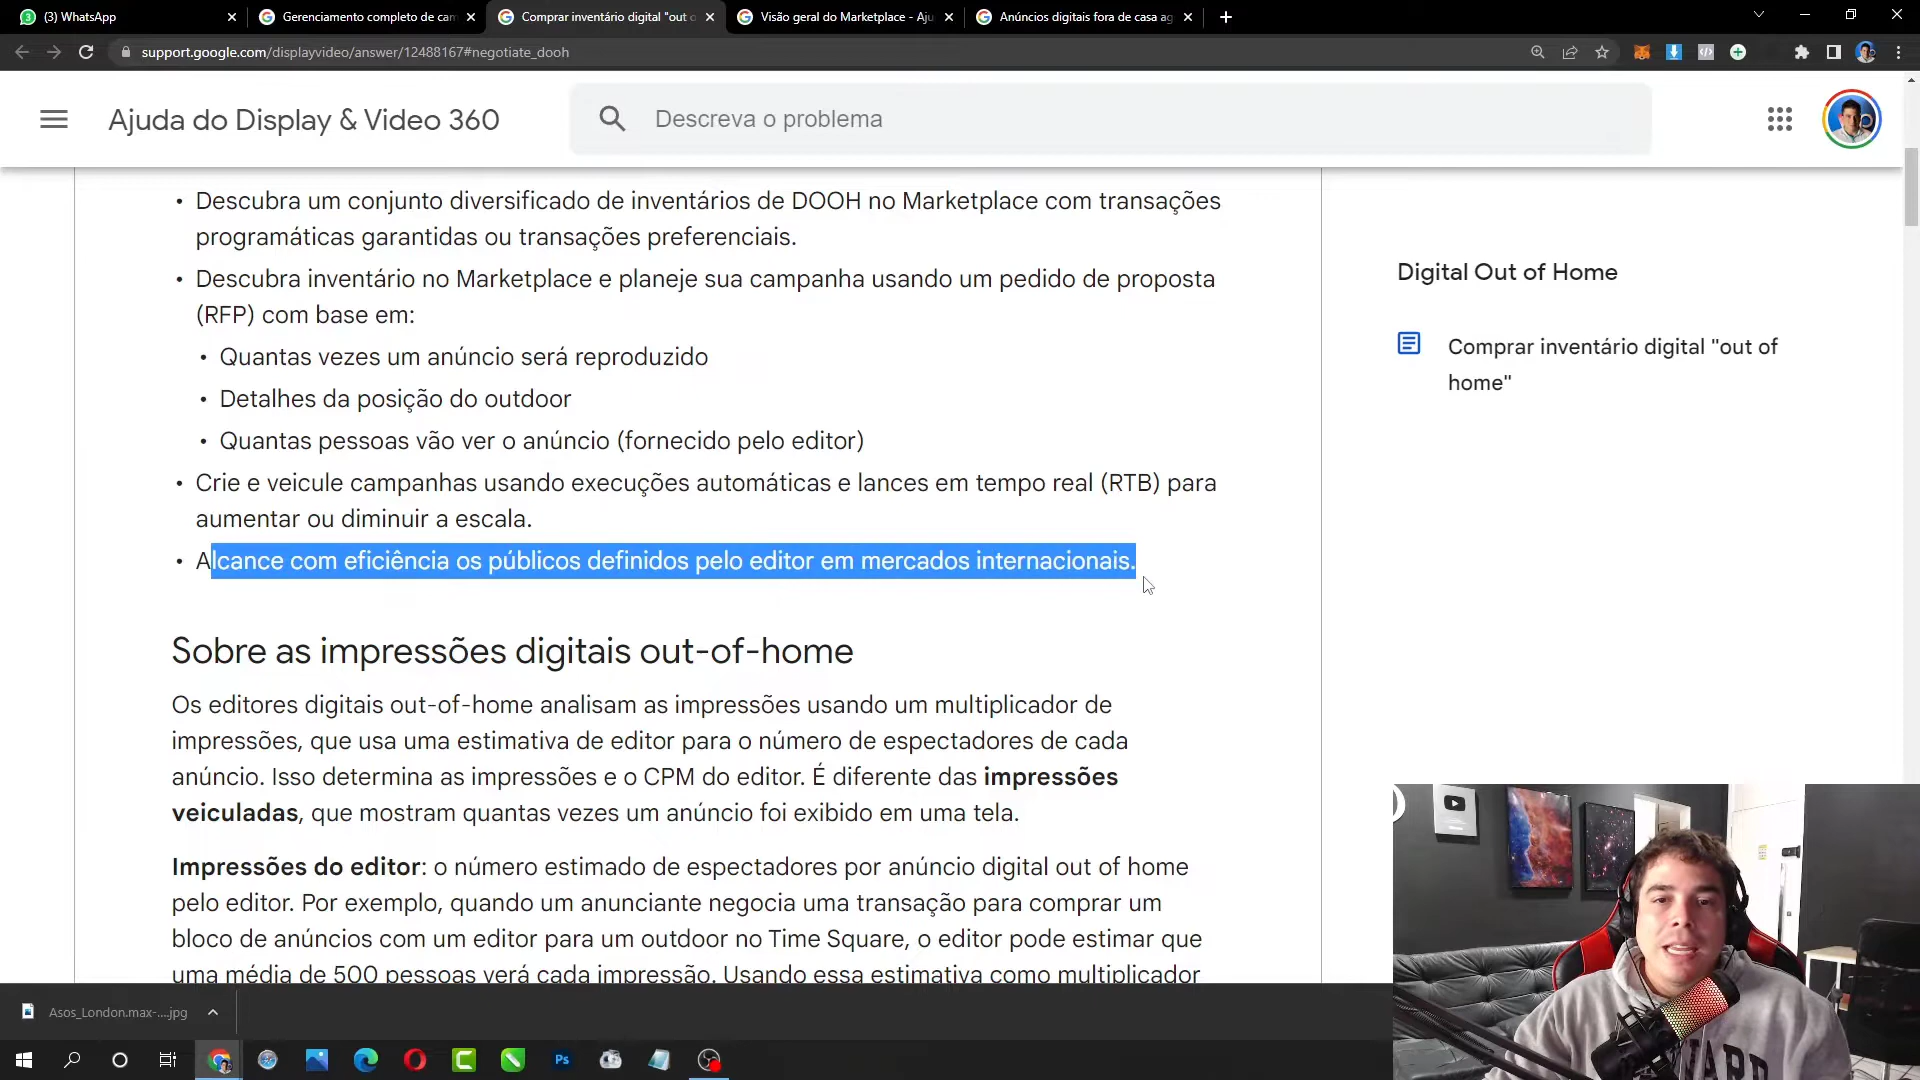 (3) WhatsApp
Gerenciamento completo de cam
Comprar inventário digital "out o
Visão geral do Marketplace - Aju
Anúncios digitais fora de casa ag
support.google.com/displayvideo/answer/12488167#negotiate_dooh
Ajuda do Display & Video 360
Descreva o problema
• Descubra um conjunto diversificado de inventários de DOOH no Marketplace com transações
programáticas garantidas ou transações preferenciais.
• Descubra inventário no Marketplace e planeje sua campanha usando um pedido de proposta
(RFP) com base em:
• Quantas vezes um anúncio será reproduzido
• Detalhes da posição do outdoor
• Quantas pessoas vão ver o anúncio (fornecido pelo editor)
• Crie e veicule campanhas usando execuções automáticas e lances em tempo real (RTB) para
aumentar ou diminuir a escala.
• Alcance com eficiência os públicos definidos pelo editor em mercados internacionais.
Sobre as impressões digitais out-of-home
Os editores digitais out-of-home analisam as impressões usando um multiplicador de
impressões, que usa uma estimativa de editor para o número de espectadores de cada
anúncio. Isso determina as impressões e o CPM do editor. É diferente das impressões
veiculadas, que mostram quantas vezes um anúncio foi exibido em uma tela.
Impressões do editor: o número estimado de espectadores por anúncio digital out of home
pelo editor. Por exemplo, quando um anunciante negocia uma transação para comprar um
bloco de anúncios com um editor para um outdoor no Time Square, o editor pode estimar que
uma média de 500 pessoas verá cada impressão. Usando essa estimativa como multiplicador
Digital Out of Home
Comprar inventário digital "out of
home"
Asos_London.max-....jpg
Ps